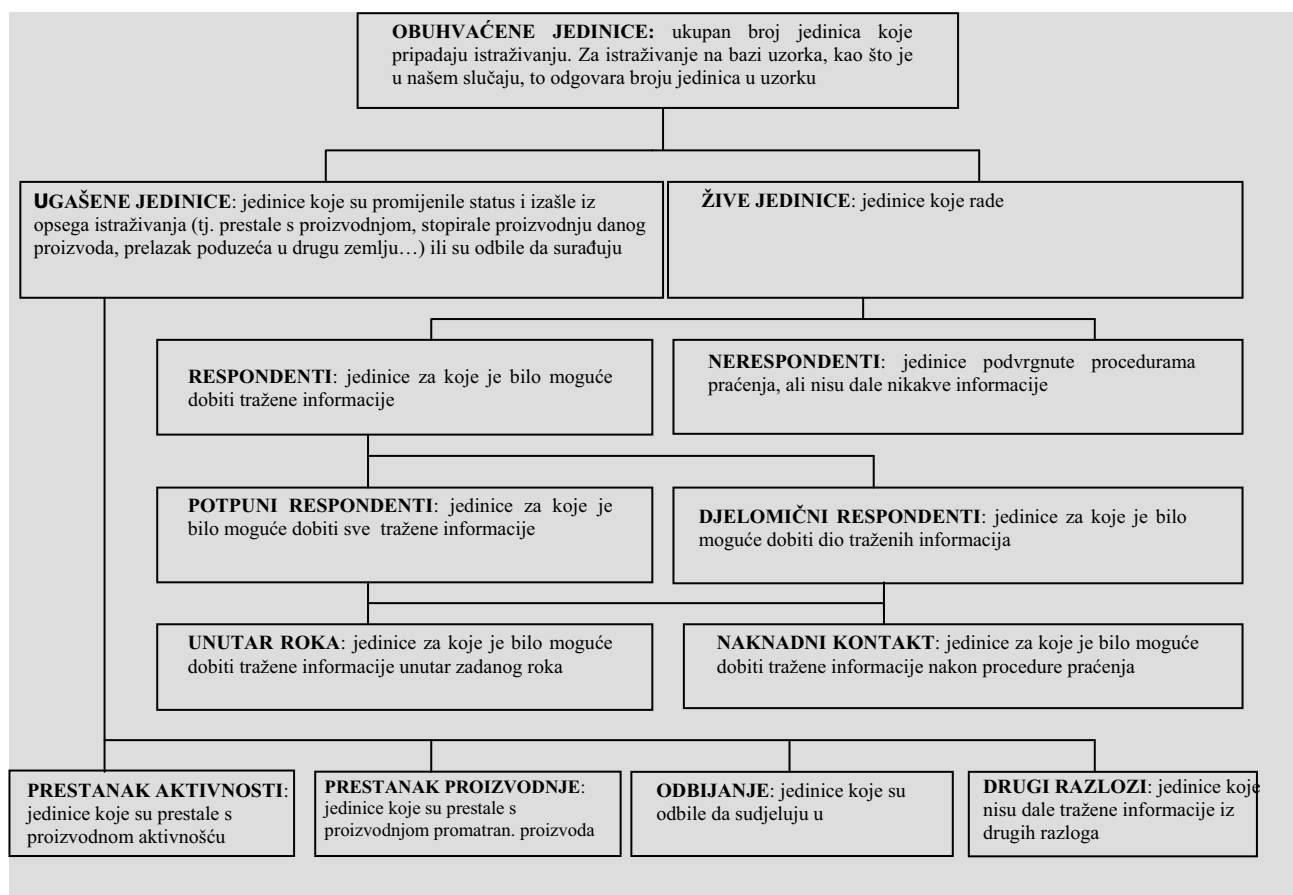 OBUHVAĆENE JEDINICE: ukupan broj jedinica koje
pripadaju istraživanju. Za istraživanje na bazi uzorka, kao što je
u našem slučaju, to odgovara broju jedinica u uzorku
UGAŠENE JEDINICE: jedinice koje su promijenile status i izašle iz
opsega istraživanja (tj. prestale s proizvodnjom, stopirale proizvodnju danog
proizvoda, prelazak poduzeća u drugu zemlju…) ili su odbile da surađuju
ŽIVE JEDINICE: jedinice koje rade
RESPONDENTI: jedinice za koje je bilo moguće
dobiti tražene informacije
NERESPONDENTI: jedinice podvrgnute procedurama
praćenja, ali nisu dale nikakve informacije
POTPUNI RESPONDENTI: jedinice za koje je
bilo moguće dobiti sve tražene informacije
DJELOMIČNI RESPONDENTI: jedinice za koje je bilo
moguće dobiti dio traženih informacija
UNUTAR ROKA: jedinice za koje je bilo moguće
dobiti tražene informacije unutar zadanog roka
NAKNADNI KONTAKT: jedinice za koje je bilo moguće
dobiti tražene informacije nakon procedure praćenja
PRESTANAK AKTIVNOSTI:
jedinice koje su prestale s
proizvodnom aktivnošću
PRESTANAK PROIZVODNJE:
jedinice koje su prestale s
proizvodnjom promatran. proizvoda
ODBIJANJE: jedinice koje su
odbile da sudjeluju u
DRUGI RAZLOZI: jedinice koje
nisu dale tražene informacije iz
drugih razloga